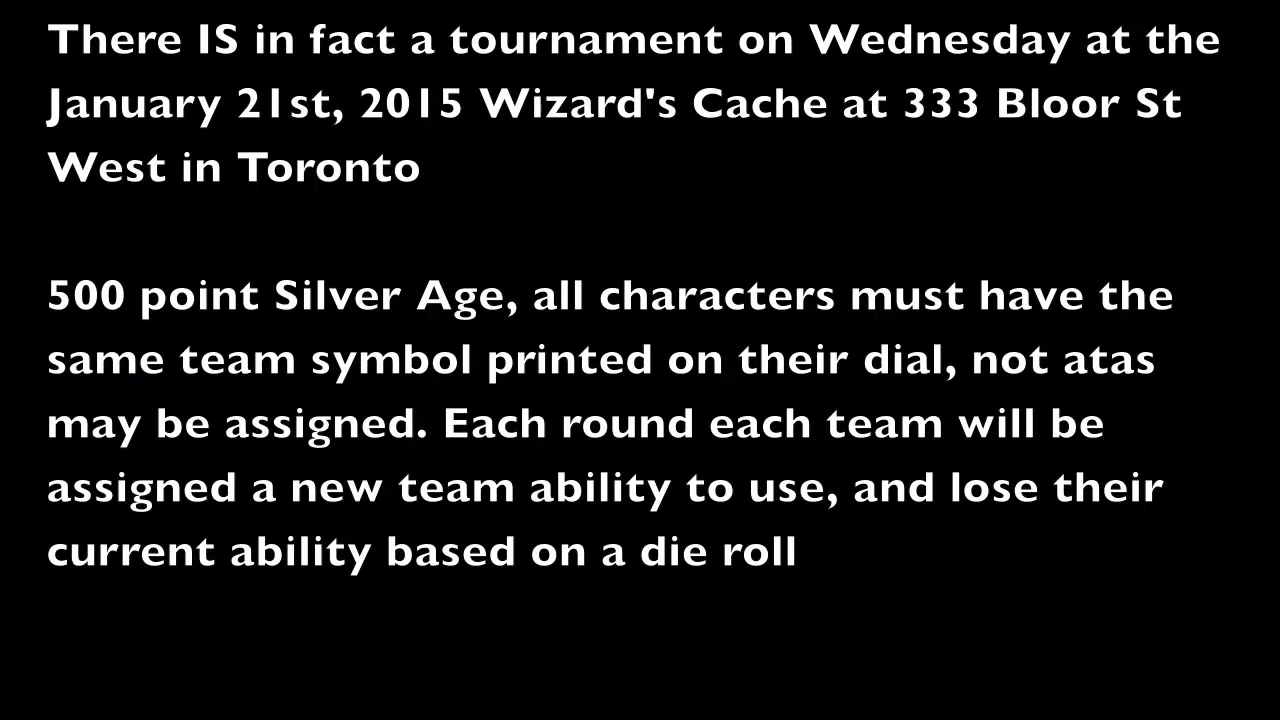 There IS in fact a tournament on Wednesday at the
January 21st, 2015 Wizard's Cache at 333 Bloor St
West in Toronto
500 point Silver Age, all characters must have the
same team symbol printed on their dial, not atas
may be assigned. Each round each team will be
assigned a new team ability to use, and lose their
current ability based on a die roll